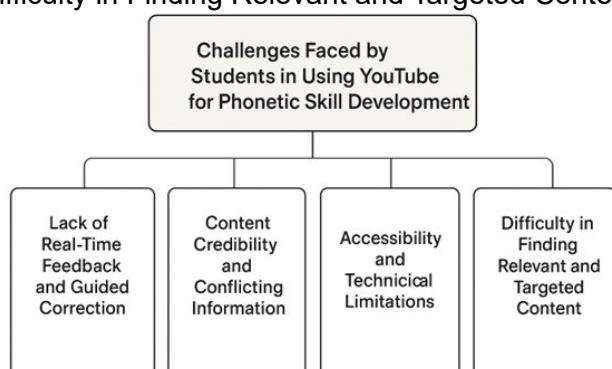 ifficulty in Finding Relevant and Targeted Conte
Challenges Faced by
Students in Using YouTube
for Phonetic Skill Development
Lack of
Real-Time
Feedback
and Guided
Correction
Content
Credibility
and
Conflicting
Information
Accessibility
and
Technicical
Limitations
Difficulty in
Finding
Relevant and
Targeted
Content